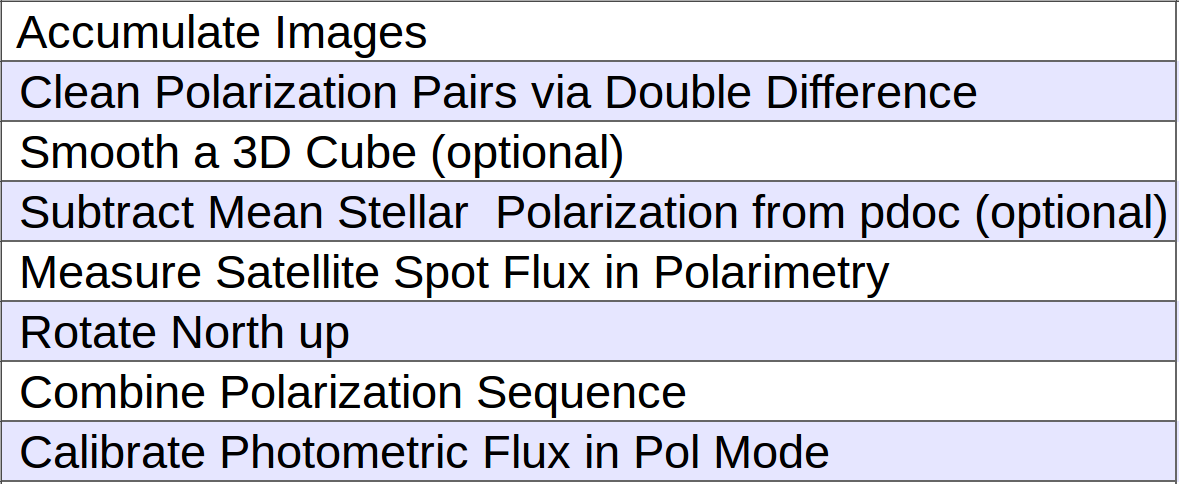 Accumulate Images
Clean Polarization Pairs via Double Difference
Smooth a 3D Cube (optional)
Subtract Mean Stellar  Polarization from pdoc (optional)
Measure Satellite Spot Flux in Polarimetry
Rotate North up
Combine Polarization Sequence
Calibrate Photometric Flux in Pol Mode